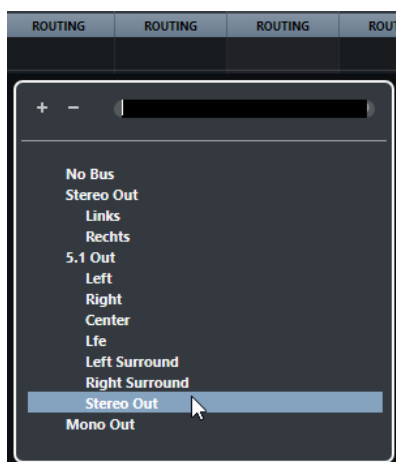 ROUTING ROUTING ROUTING ROU
+ −
No Bus
Stereo Out
Links
Rechts
5.1 Out
Left
Right
Center
Lfe
Left Surround
Right Surround
Stereo Out
Mono Out